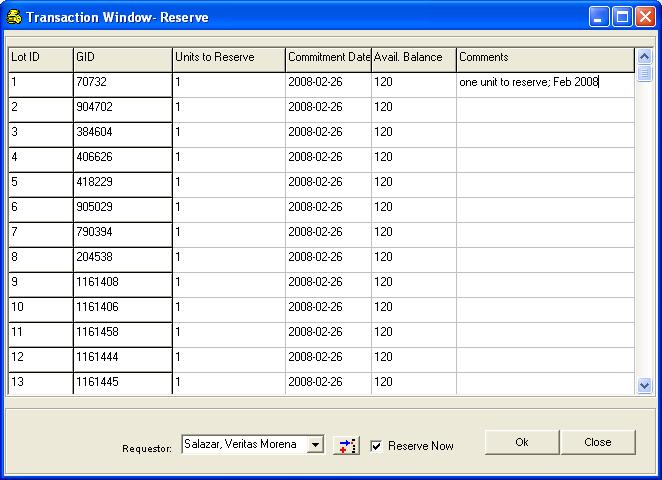 Transaction Window- Reserve
Lot ID GID Units to Reserve Commitment Date Avail. Balance Comments
1 70732 1 2008-02-26 120 one unit to reserve; Feb 2008
2 904702 1 2008-02-26 120
3 384604 1 2008-02-26 120
4 406626 1 2008-02-26 120
5 418229 1 2008-02-26 120
6 905029 1 2008-02-26 120
7 790394 1 2008-02-26 120
8 204538 1 2008-02-26 120
9 1161408 1 2008-02-26 120
10 1161406 1 2008-02-26 120
11 1161458 1 2008-02-26 120
12 1161444 1 2008-02-26 120
13 1161445 1 2008-02-26 120
Requestor: Salazar, Veritas Morena Reserve Now Ok Close